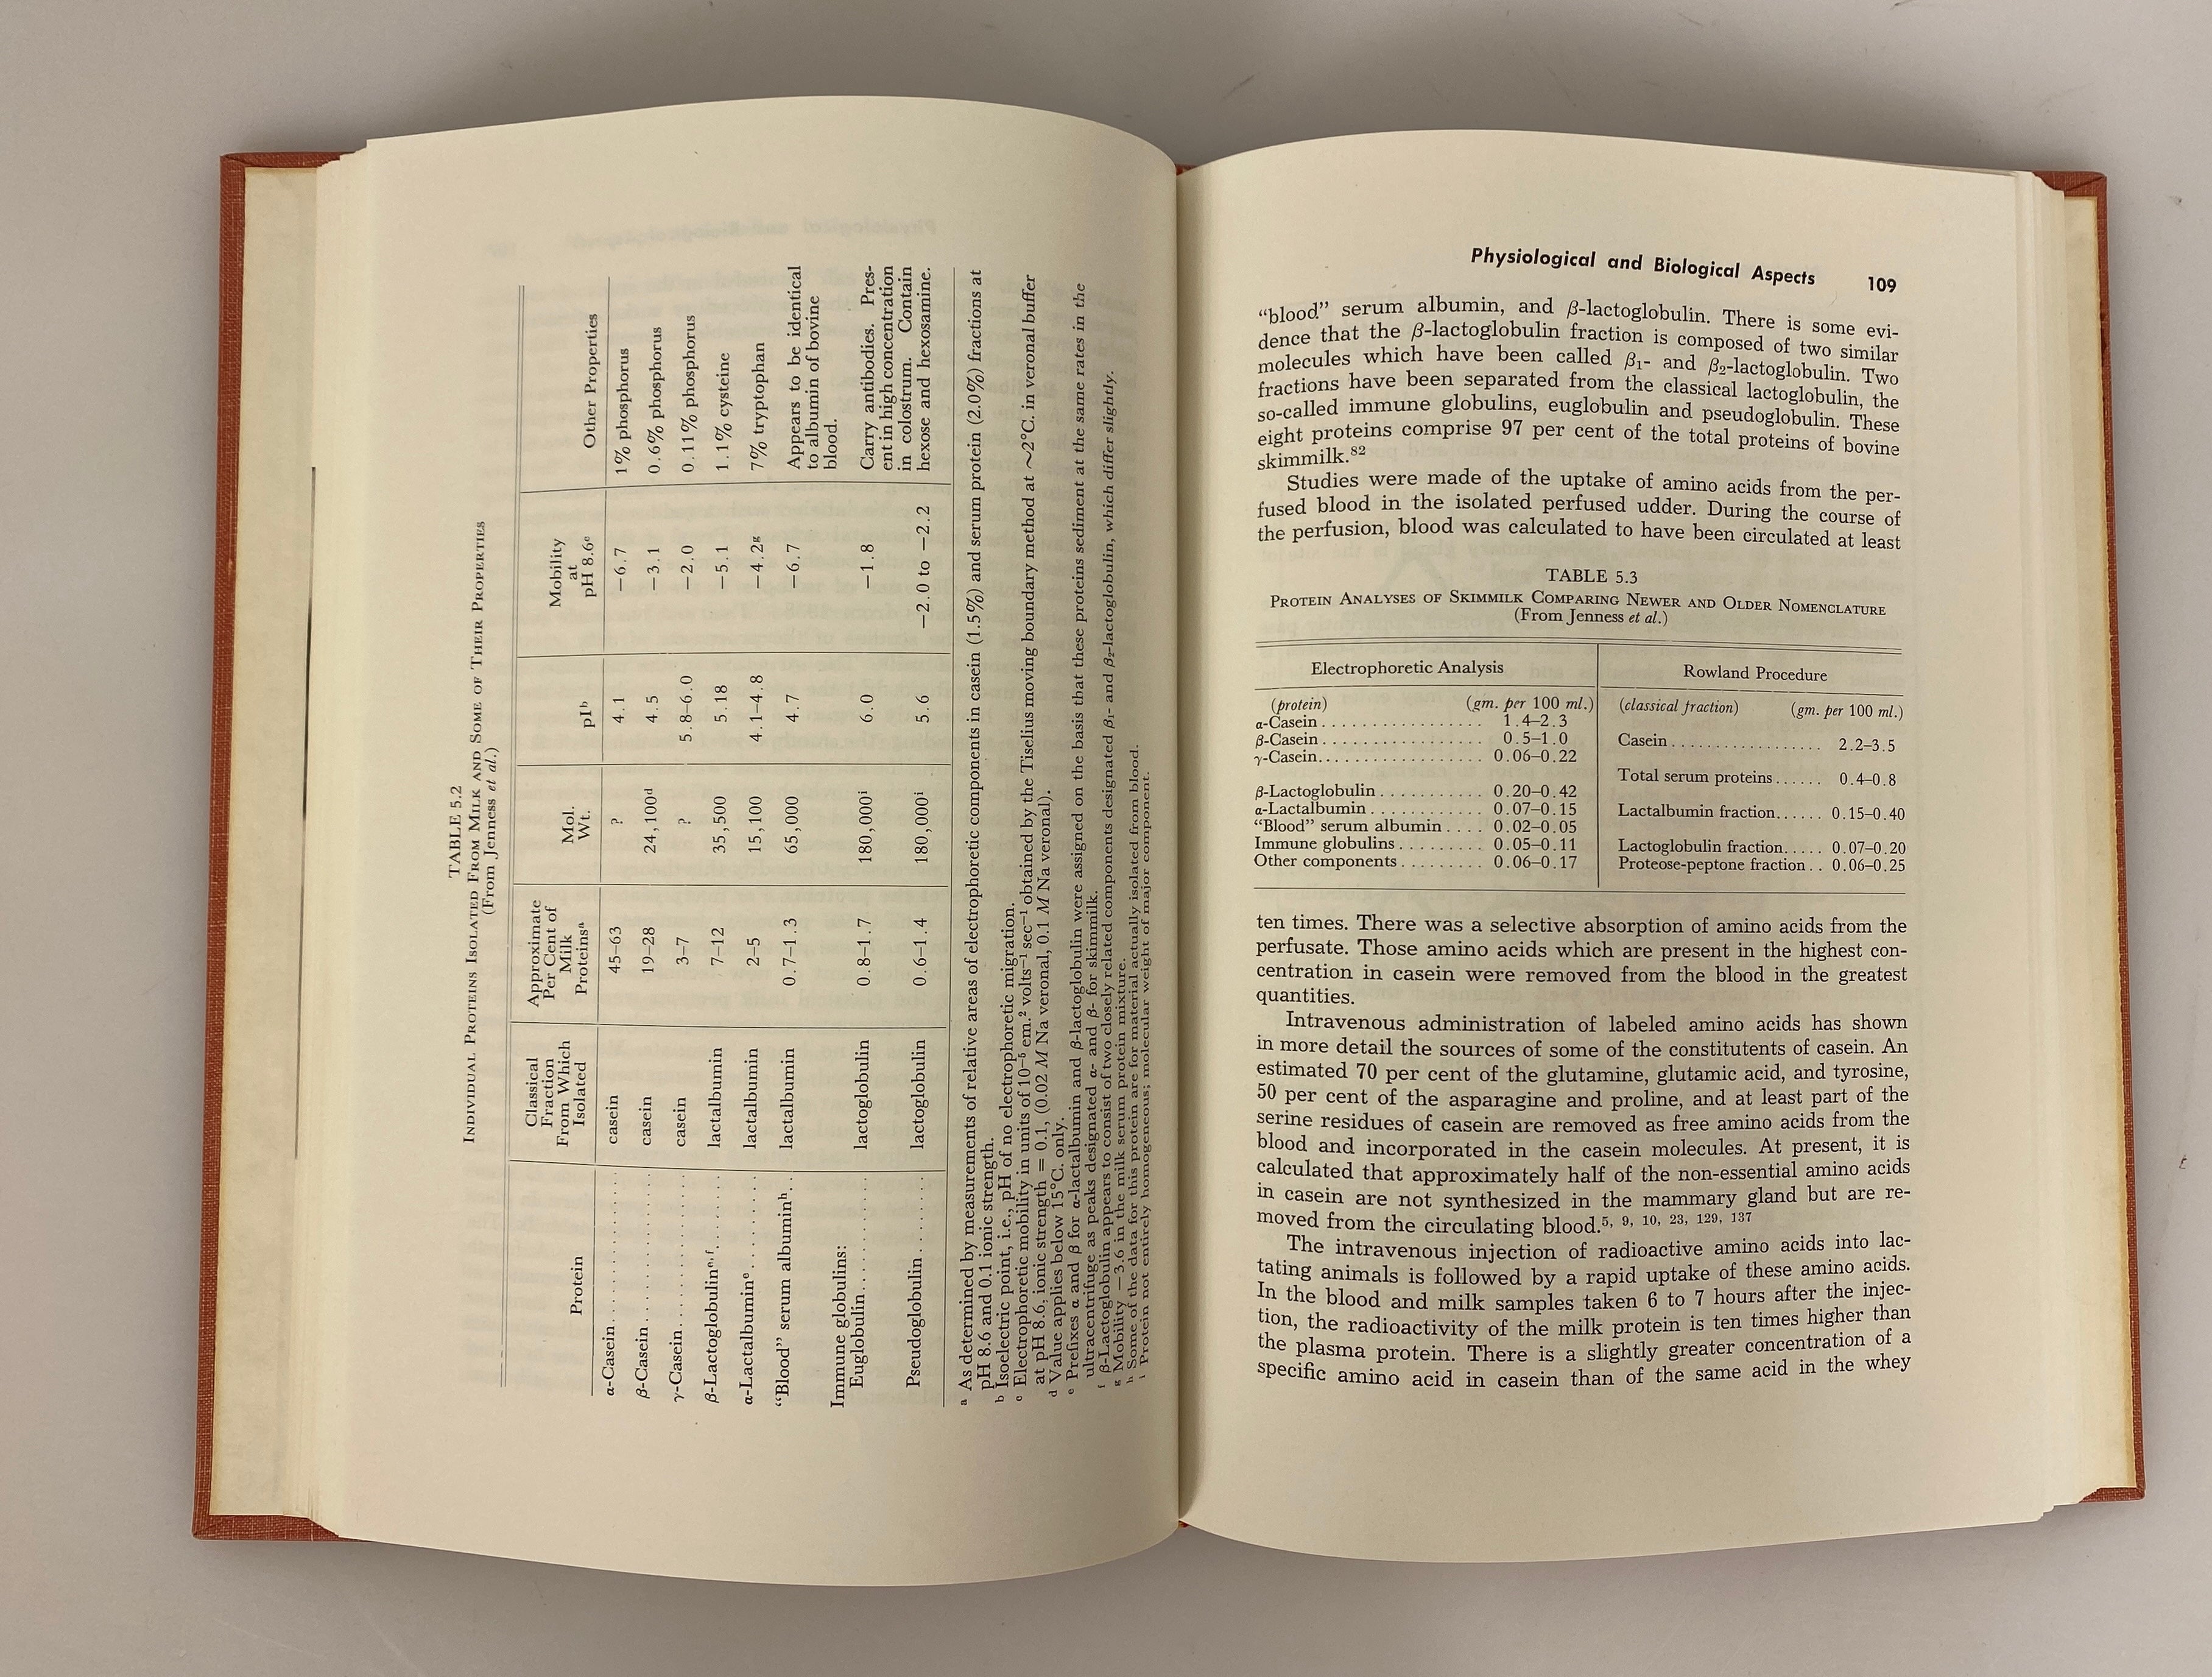 TABLE 5.2
INDIVIDUAL PROTEINS ISOLATED FROM MILK AND SOME OF THEIR PROPERTIES
(From Jenness et al.)
Protein | Classical Fraction From Which Isolated | Approximate Per Cent of Milk Proteinsᵃ | Mol. Wt. | pIᵇ | Mobility at pH 8.6ᶜ | Other Properties
α-Casein | casein | 45–63 | ? | 4.1 | −6.7 | 1% phosphorus
β-Casein | casein | 19–28 | 24,100ᵈ | 4.5 | −3.1 | 0.6% phosphorus
γ-Casein | casein | 3–7 | ? | 5.8–6.0 | −2.0 | 0.11% phosphorus
β-Lactoglobulin | lactalbumin | 7–12 | 35,500 | 5.18 | −5.1 | 1.1% cysteine
α-Lactalbuminᵉ | lactalbumin | 2–5 | 15,100 | 4.1–4.8 | −4.2ᵍ | 7% tryptophan
“Blood” serum albuminʰ | lactalbumin | 0.7–1.3 | 65,000 | 4.7 | −6.7 | Appears to be identical
to albumin of bovine
blood.
Immune globulins:
Euglobulin | lactoglobulin | 0.8–1.7 | 180,000ⁱ | 6.0 | −1.8 | Carry antibodies. Pres-
ent in high concentration
in colostrum. Contain
Pseudoglobulin | lactoglobulin | 0.6–1.4 | 180,000ⁱ | 5.6 | −2.0 to −2.2 | hexose and hexosamine.
ᵃ As determined by measurements of relative areas of electrophoretic components in casein (1.5%) and serum protein (2.0%) fractions at
pH 8.6 and 0.1 ionic strength.
ᵇ Isoelectric point, i.e., pH of no electrophoretic migration.
ᶜ Electrophoretic mobility in units of 10⁻⁵ cm.² volts⁻¹ sec⁻¹ obtained by the Tiselius moving boundary method at ~2°C. in veronal buffer
at pH 8.6, ionic strength = 0.1, (0.02 M Na veronal, 0.1 M Na veronal).
ᵈ Value applies below 15°C. only.
ᵉ Prefixes α and β for α-lactalbumin and β-lactoglobulin were assigned on the basis that these proteins sediment at the same rates in the
ultracentrifuge as peaks designated α- and β- for skimmilk.
ᶠ β-Lactoglobulin appears to consist of two closely related components designated β₁- and β₂-lactoglobulin, which differ slightly.
ᵍ Mobility −3.6 in the milk serum protein mixture.
ʰ Some of the data for this protein are for material actually isolated from blood.
ⁱ Protein not entirely homogeneous; molecular weight of major component.
Physiological and Biological Aspects 109
“blood” serum albumin, and β-lactoglobulin. There is some evi-
dence that the β-lactoglobulin fraction is composed of two similar
molecules which have been called β₁- and β₂-lactoglobulin. Two
fractions have been separated from the classical lactoglobulin, the
so-called immune globulins, euglobulin and pseudoglobulin. These
eight proteins comprise 97 per cent of the total proteins of bovine
skimmilk.⁸²
Studies were made of the uptake of amino acids from the per-
fused blood in the isolated perfused udder. During the course of
the perfusion, blood was calculated to have been circulated at least
TABLE 5.3
PROTEIN ANALYSES OF SKIMMILK COMPARING NEWER AND OLDER NOMENCLATURE
(From Jenness et al.)
Electrophoretic Analysis | Rowland Procedure
(protein) (gm. per 100 ml.) | (classical fraction) (gm. per 100 ml.)
α-Casein 1.4–2.3
β-Casein 0.5–1.0 | Casein 2.2–3.5
γ-Casein 0.06–0.22
Total serum proteins 0.4–0.8
β-Lactoglobulin 0.20–0.42
α-Lactalbumin 0.07–0.15 | Lactalbumin fraction 0.15–0.40
“Blood” serum albumin 0.02–0.05
Immune globulins 0.05–0.11 | Lactoglobulin fraction 0.07–0.20
Other components 0.06–0.17 | Proteose-peptone fraction 0.06–0.25
ten times. There was a selective absorption of amino acids from the
perfusate. Those amino acids which are present in the highest con-
centration in casein were removed from the blood in the greatest
quantities.
Intravenous administration of labeled amino acids has shown
in more detail the sources of some of the constitutents of casein. An
estimated 70 per cent of the glutamine, glutamic acid, and tyrosine,
50 per cent of the asparagine and proline, and at least part of the
serine residues of casein are removed as free amino acids from the
blood and incorporated in the casein molecules. At present, it is
calculated that approximately half of the non-essential amino acids
in casein are not synthesized in the mammary gland but are re-
moved from the circulating blood.⁵, ⁹, ¹⁰, ²³, ¹²⁹, ¹³⁷
The intravenous injection of radioactive amino acids into lac-
tating animals is followed by a rapid uptake of these amino acids.
In the blood and milk samples taken 6 to 7 hours after the injec-
tion, the radioactivity of the milk protein is ten times higher than
the plasma protein. There is a slightly greater concentration of a
specific amino acid in casein than of the same acid in the whey